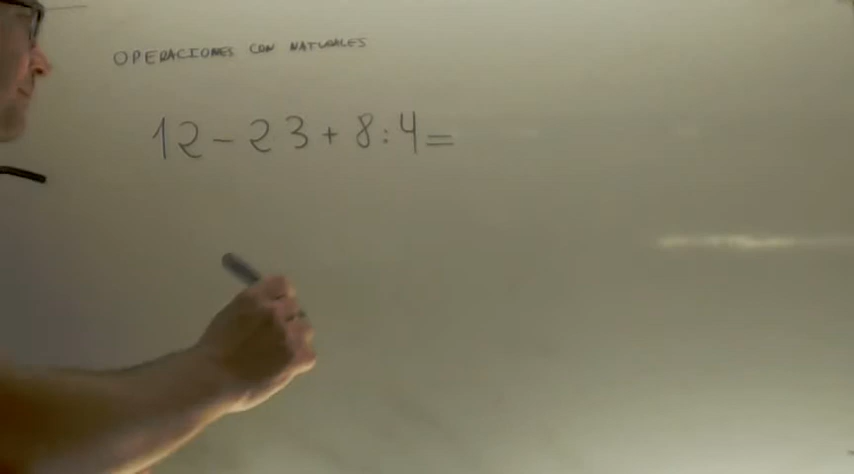 OPERACIONES CON NATURALES
12 - 23 + 8 : 4 =